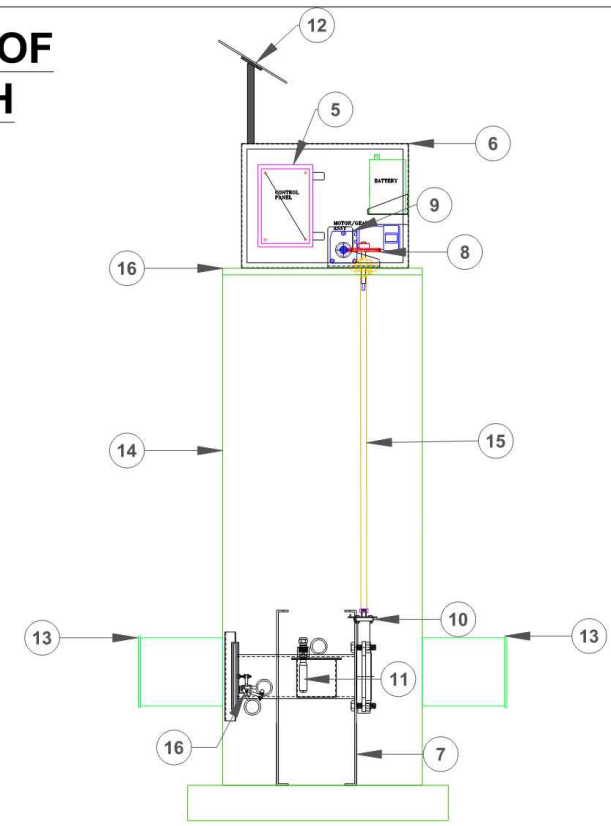 OF
H
12
5
6
BATTERY
CONTROL
PANEL
9
MOTOR/GEAR
ASSY
8
16
14
15
10
13
13
11
16
7